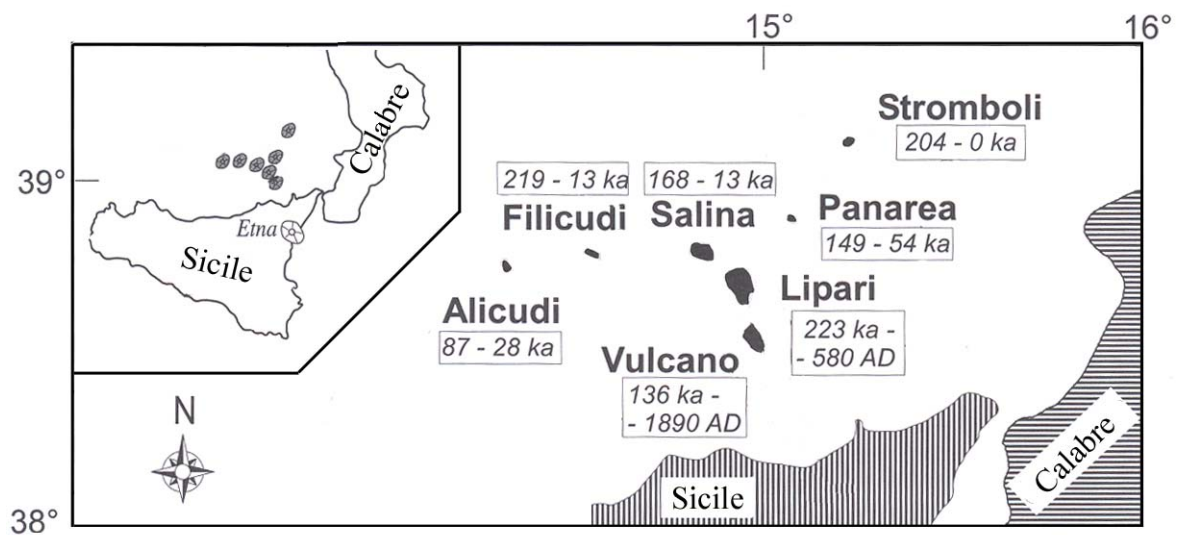 15°
16°
39°
38°
Calabre
Etna
Sicile
N
Stromboli
204 - 0 ka
219 - 13 ka
Filicudi
168 - 13 ka
Salina
Panarea
149 - 54 ka
Alicudi
87 - 28 ka
Lipari
223 ka -
- 580 AD
Vulcano
136 ka -
- 1890 AD
Sicile
Calabre